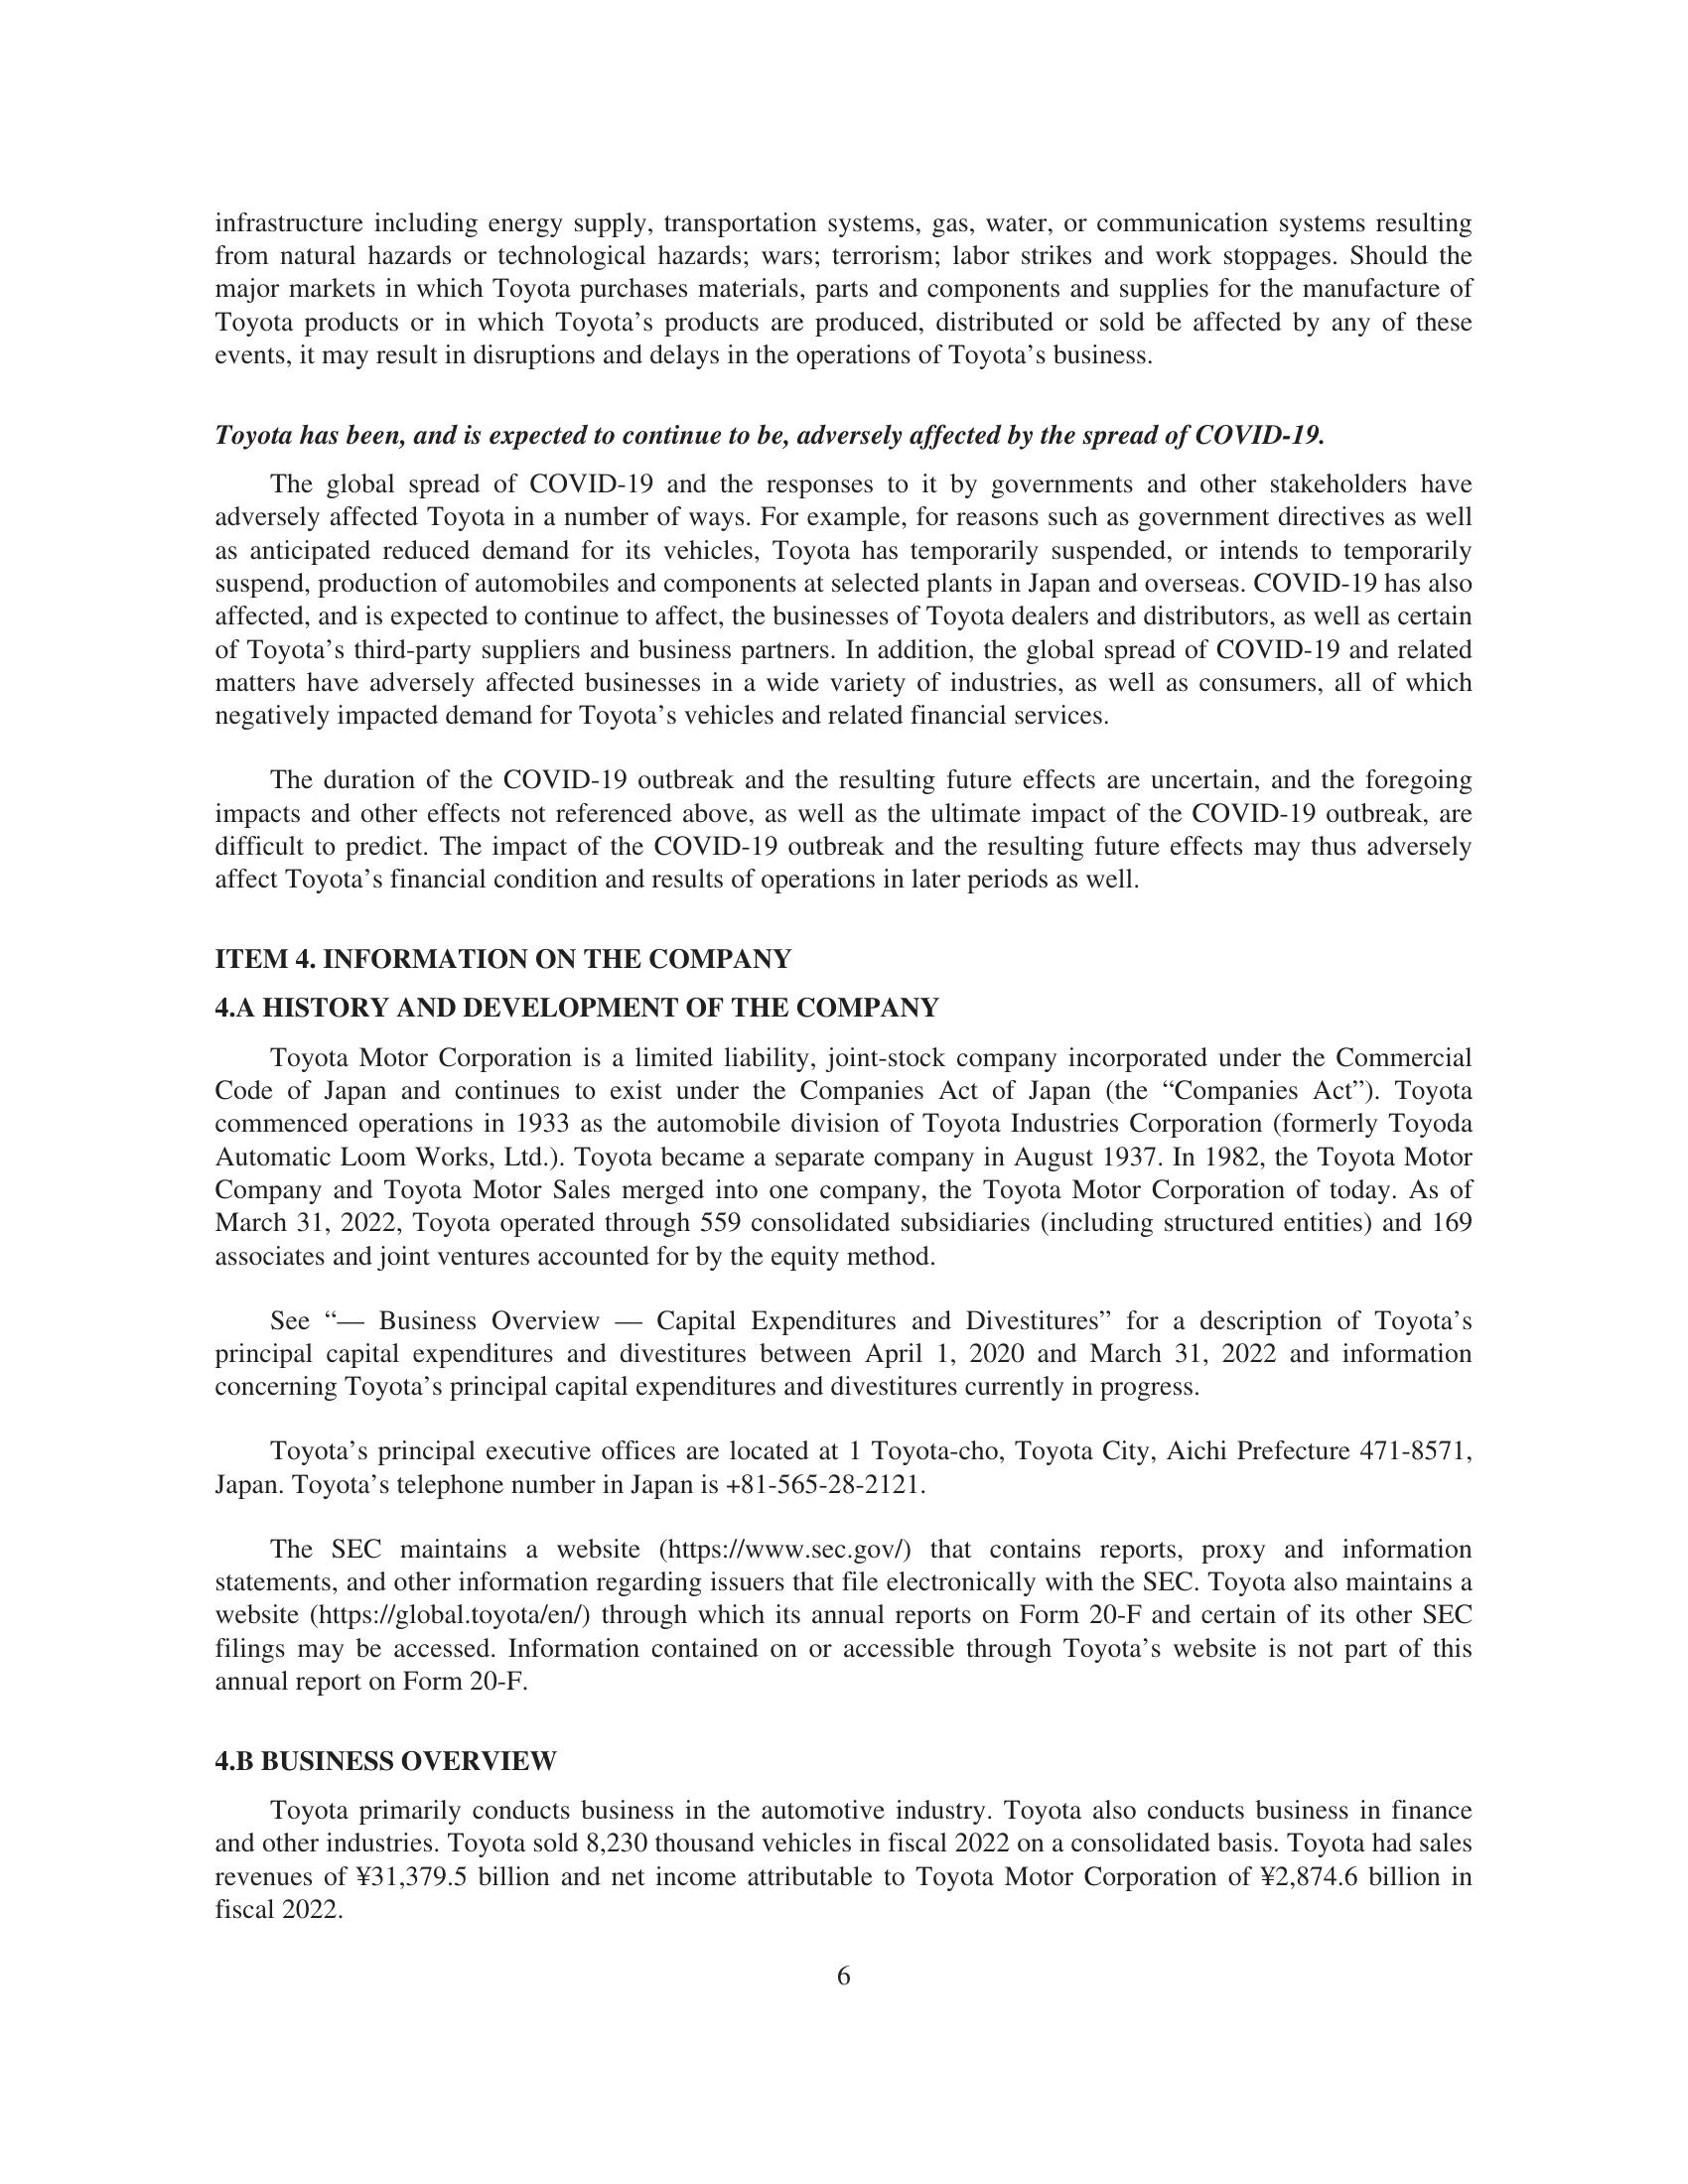 infrastructure including energy supply, transportation systems, gas, water, or communication systems resulting
from natural hazards or technological hazards; wars; terrorism; labor strikes and work stoppages. Should the
major markets in which Toyota purchases materials, parts and components and supplies for the manufacture of
Toyota products or in which Toyota’s products are produced, distributed or sold be affected by any of these
events, it may result in disruptions and delays in the operations of Toyota’s business.
Toyota has been, and is expected to continue to be, adversely affected by the spread of COVID-19.
The global spread of COVID-19 and the responses to it by governments and other stakeholders have
adversely affected Toyota in a number of ways. For example, for reasons such as government directives as well
as anticipated reduced demand for its vehicles, Toyota has temporarily suspended, or intends to temporarily
suspend, production of automobiles and components at selected plants in Japan and overseas. COVID-19 has also
affected, and is expected to continue to affect, the businesses of Toyota dealers and distributors, as well as certain
of Toyota’s third-party suppliers and business partners. In addition, the global spread of COVID-19 and related
matters have adversely affected businesses in a wide variety of industries, as well as consumers, all of which
negatively impacted demand for Toyota’s vehicles and related financial services.
The duration of the COVID-19 outbreak and the resulting future effects are uncertain, and the foregoing
impacts and other effects not referenced above, as well as the ultimate impact of the COVID-19 outbreak, are
difficult to predict. The impact of the COVID-19 outbreak and the resulting future effects may thus adversely
affect Toyota’s financial condition and results of operations in later periods as well.
ITEM 4. INFORMATION ON THE COMPANY
4.A HISTORY AND DEVELOPMENT OF THE COMPANY
Toyota Motor Corporation is a limited liability, joint-stock company incorporated under the Commercial
Code of Japan and continues to exist under the Companies Act of Japan (the “Companies Act”). Toyota
commenced operations in 1933 as the automobile division of Toyota Industries Corporation (formerly Toyoda
Automatic Loom Works, Ltd.). Toyota became a separate company in August 1937. In 1982, the Toyota Motor
Company and Toyota Motor Sales merged into one company, the Toyota Motor Corporation of today. As of
March 31, 2022, Toyota operated through 559 consolidated subsidiaries (including structured entities) and 169
associates and joint ventures accounted for by the equity method.
See “— Business Overview — Capital Expenditures and Divestitures” for a description of Toyota’s
principal capital expenditures and divestitures between April 1, 2020 and March 31, 2022 and information
concerning Toyota’s principal capital expenditures and divestitures currently in progress.
Toyota’s principal executive offices are located at 1 Toyota-cho, Toyota City, Aichi Prefecture 471-8571,
Japan. Toyota’s telephone number in Japan is +81-565-28-2121.
The SEC maintains a website (https://www.sec.gov/) that contains reports, proxy and information
statements, and other information regarding issuers that file electronically with the SEC. Toyota also maintains a
website (https://global.toyota/en/) through which its annual reports on Form 20-F and certain of its other SEC
filings may be accessed. Information contained on or accessible through Toyota’s website is not part of this
annual report on Form 20-F.
4.B BUSINESS OVERVIEW
Toyota primarily conducts business in the automotive industry. Toyota also conducts business in finance
and other industries. Toyota sold 8,230 thousand vehicles in fiscal 2022 on a consolidated basis. Toyota had sales
revenues of ¥31,379.5 billion and net income attributable to Toyota Motor Corporation of ¥2,874.6 billion in
fiscal 2022.
6